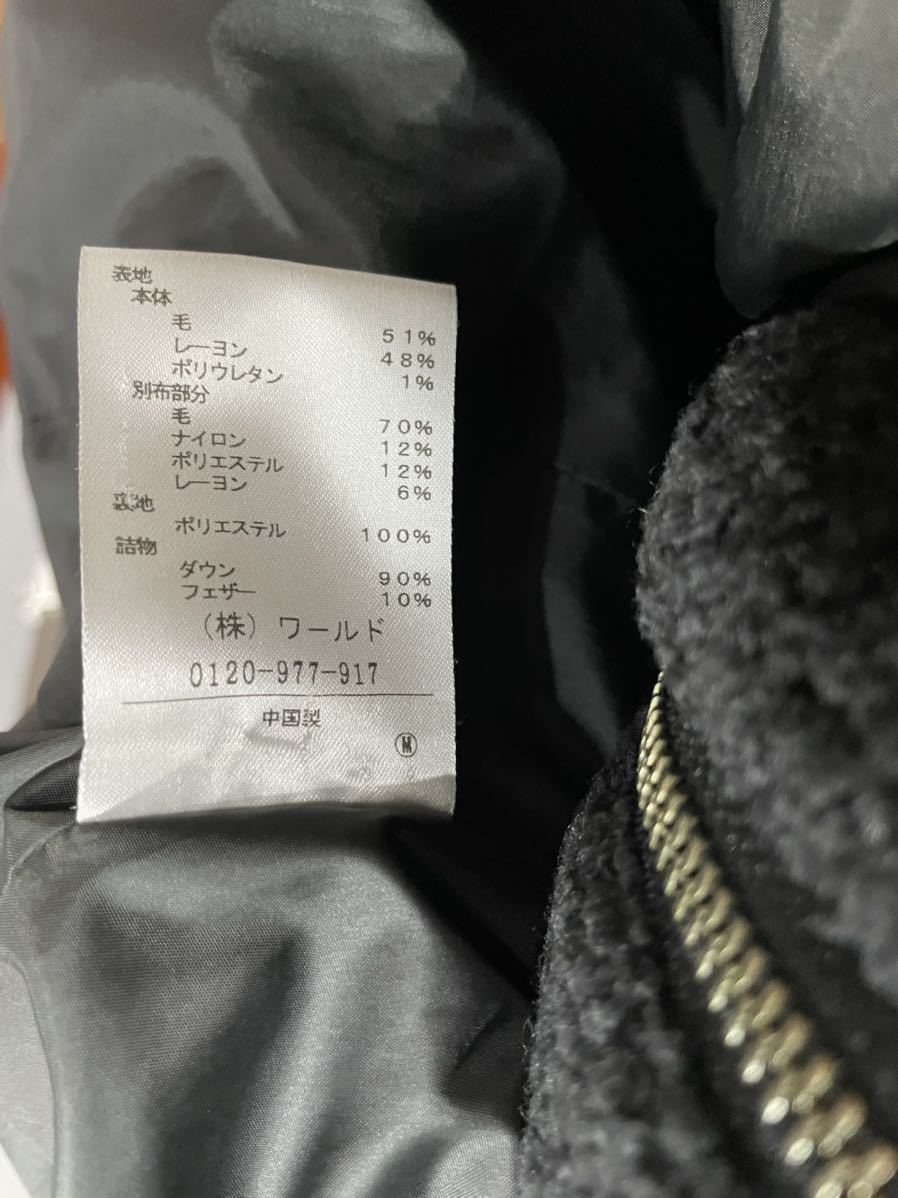 表地
本体
毛 51%
レーヨン 48%
ポリウレタン 1%
別布部分
毛 70%
ナイロン 12%
ポリエステル 12%
レーヨン 6%
裏地
ポリエステル 100%
詰物
ダウン 90%
フェザー 10%
(株)ワールド
0120-977-917
中国製
Ⓜ